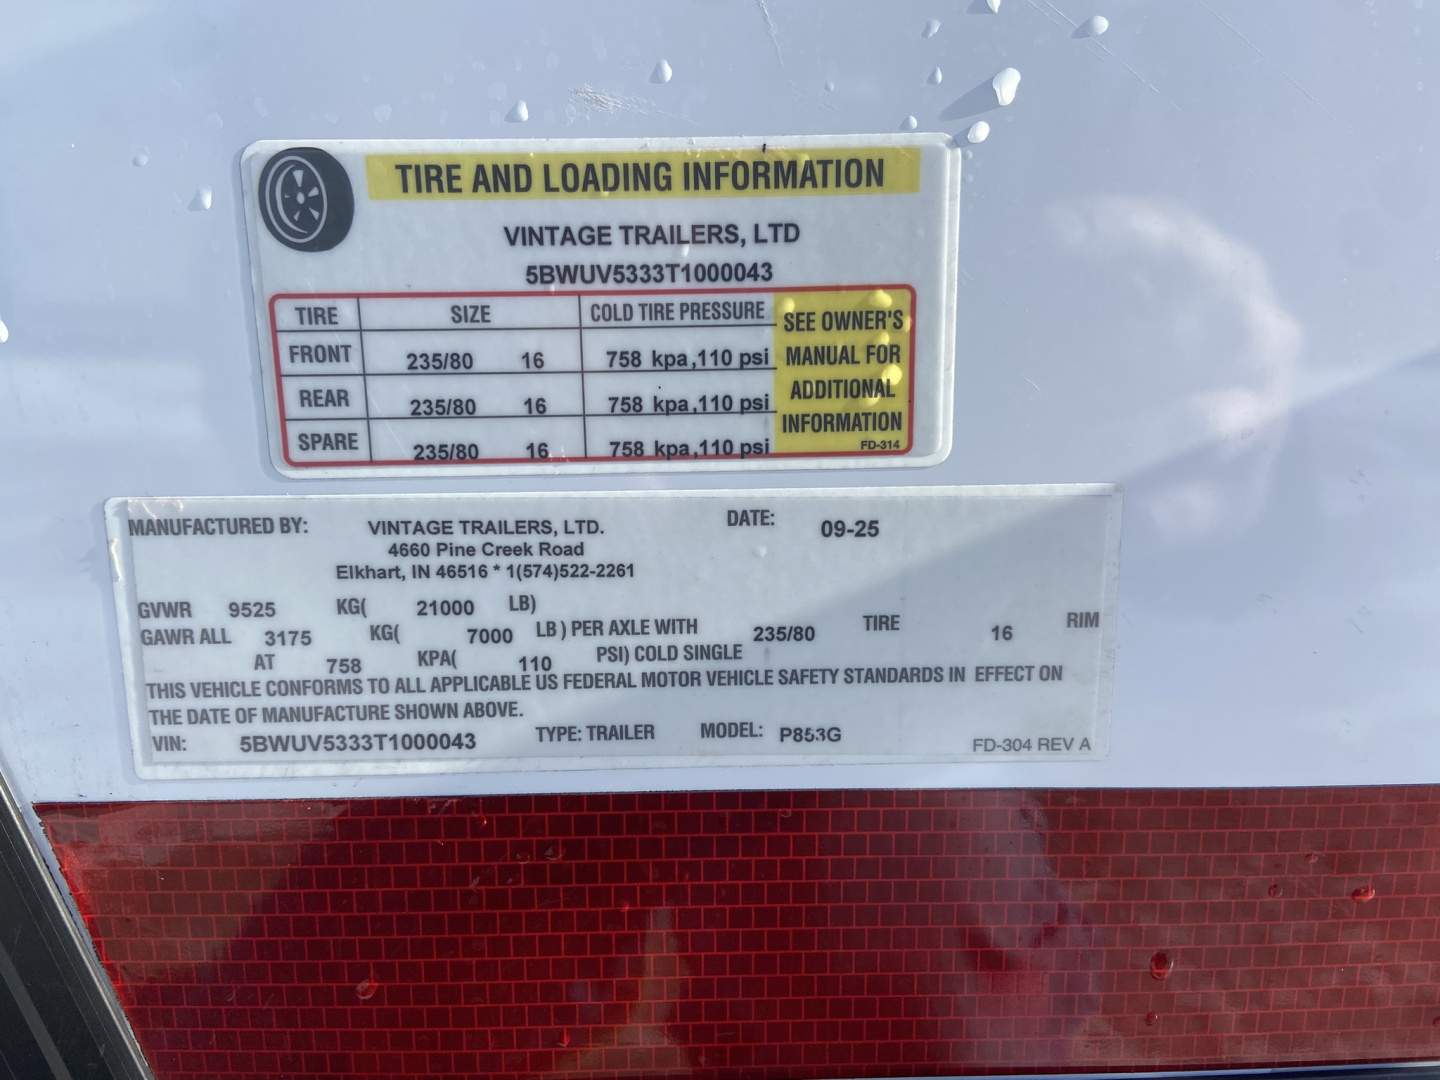 TIRE AND LOADING INFORMATION
VINTAGE TRAILERS, LTD
5BWUV5333T1000043
TIRE SIZE COLD TIRE PRESSURE
FRONT 235/80 16 758 kpa,110 psi
REAR 235/80 16 758 kpa,110 psi
SPARE 235/80 16 758 kpa,110 psi
SEE OWNER'S
MANUAL FOR
ADDITIONAL
INFORMATION
FD-314
MANUFACTURED BY: VINTAGE TRAILERS, LTD. DATE: 09-25
4660 Pine Creek Road
Elkhart, IN 46516 * 1(574)522-2261
GVWR 9525 KG( 21000 LB)
GAWR ALL 3175 KG( 7000 LB ) PER AXLE WITH 235/80 TIRE 16 RIM
AT 758 KPA( 110 PSI) COLD SINGLE
THIS VEHICLE CONFORMS TO ALL APPLICABLE US FEDERAL MOTOR VEHICLE SAFETY STANDARDS IN EFFECT ON
THE DATE OF MANUFACTURE SHOWN ABOVE.
VIN: 5BWUV5333T1000043 TYPE: TRAILER MODEL: P853G
FD-304 REV A